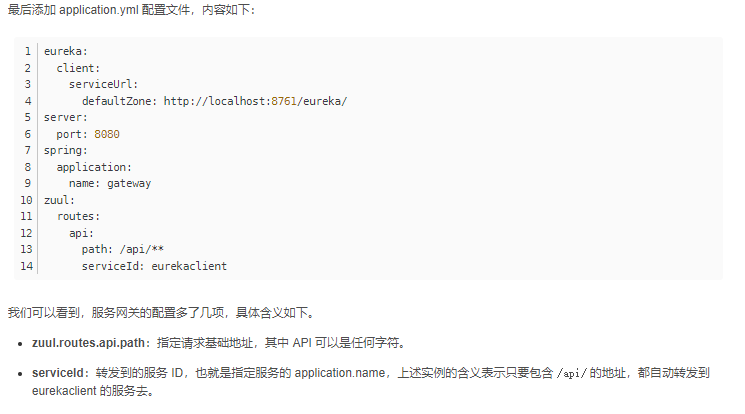 最后添加 application.yml 配置文件，内容如下：
1 eureka:
2   client:
3     serviceUrl:
4       defaultZone: http://localhost:8761/eureka/
5 server:
6   port: 8080
7 spring:
8   application:
9     name: gateway
10 zuul:
11   routes:
12     api:
13       path: /api/**
14       serviceId: eurekaclient
我们可以看到，服务网关的配置多了几项，具体含义如下。
• zuul.routes.api.path：指定请求基础地址，其中 API 可以是任何字符。
• serviceId：转发到的服务 ID，也就是指定服务的 application.name，上述实例的含义表示只要包含 /api/ 的地址，都自动转发到
eurekaclient 的服务去。